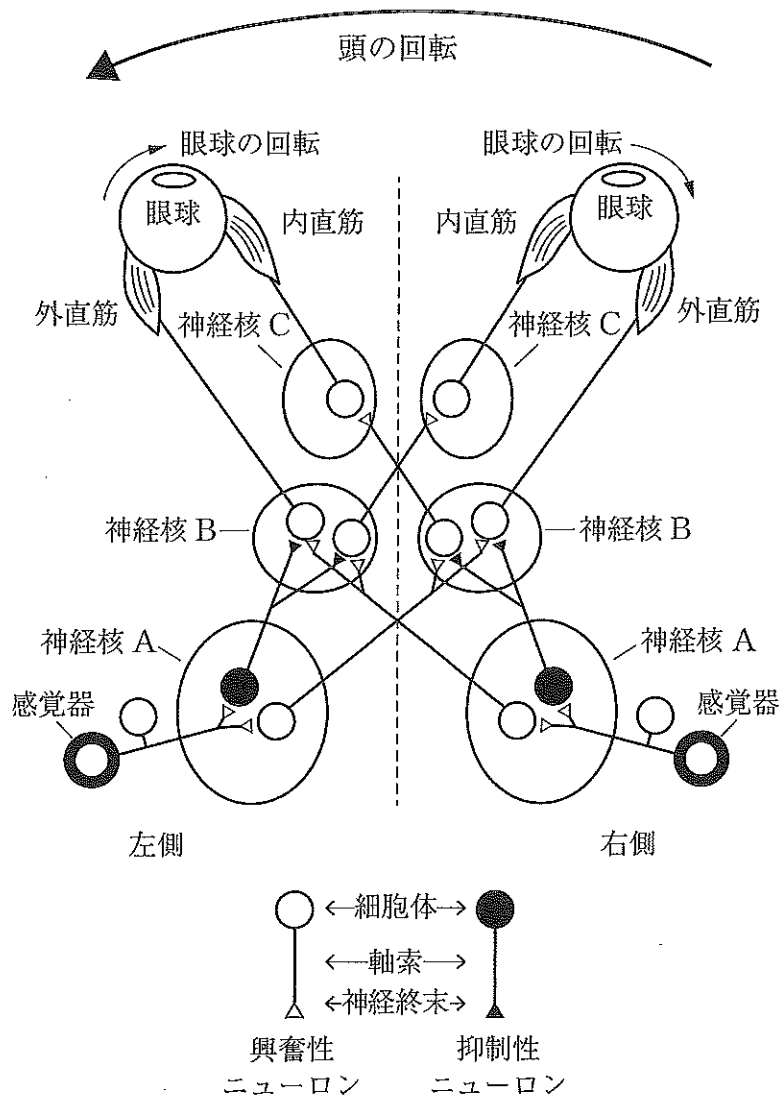 頭の回転
眼球の回転
眼球の回転
眼球
眼球
内直筋
内直筋
外直筋
外直筋
神経核 C
神経核 C
神経核 B
神経核 B
神経核 A
神経核 A
感覚器
感覚器
左側
右側
細胞体
軸索
神経終末
興奮性
ニューロン
抑制性
ニューロン